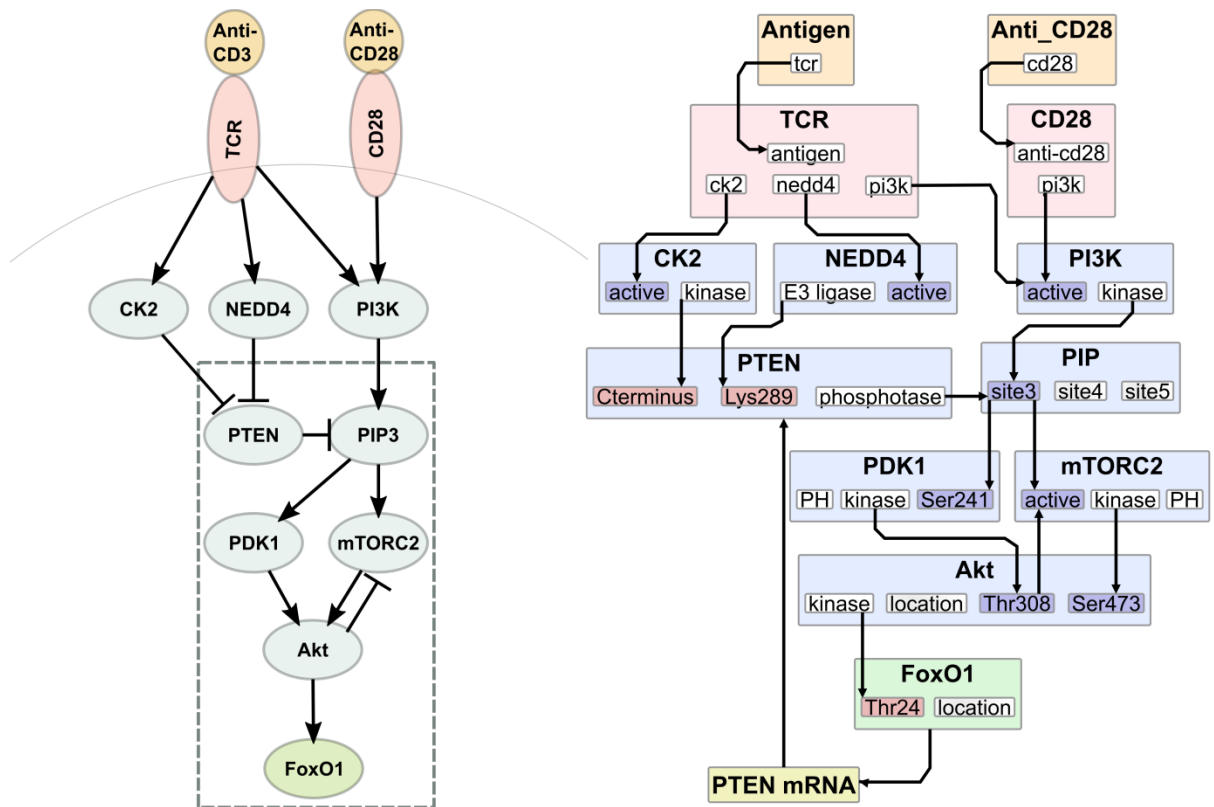 Anti-
CD3
Anti-
CD28
TCR
CD28
CK2
NEDD4
PI3K
PTEN
PIP3
PDK1
mTORC2
Akt
FoxO1
Antigen
tcr
Anti_CD28
cd28
TCR
antigen
ck2 nedd4 pi3k
CD28
anti-cd28
pi3k
CK2
active kinase
NEDD4
E3 ligase active
PI3K
active kinase
PTEN
Cterminus Lys289 phosphotase
PIP
site3 site4 site5
PDK1
PH kinase Ser241
mTORC2
active kinase PH
Akt
kinase location Thr308 Ser473
FoxO1
Thr24 location
PTEN mRNA